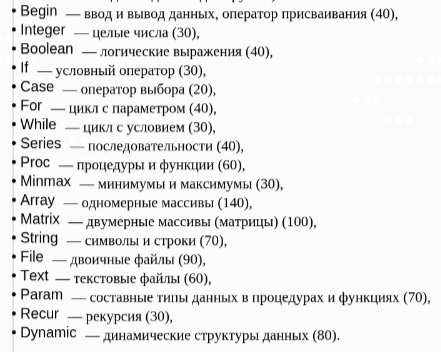 • Begin — ввод и вывод данных, оператор присваивания (40),
• Integer — целые числа (30),
• Boolean — логические выражения (40),
• If — условный оператор (30),
• Case — оператор выбора (20),
• For — цикл с параметром (40),
• While — цикл с условием (30),
• Series — последовательности (40),
• Proc — процедуры и функции (60),
• Minmax — минимумы и максимумы (30),
• Array — одномерные массивы (140),
• Matrix — двумерные массивы (матрицы) (100),
• String — символы и строки (70),
• File — двоичные файлы (90),
• Text — текстовые файлы (60),
• Param — составные типы данных в процедурах и функциях (70),
• Recur — рекурсия (30),
• Dynamic — динамические структуры данных (80).